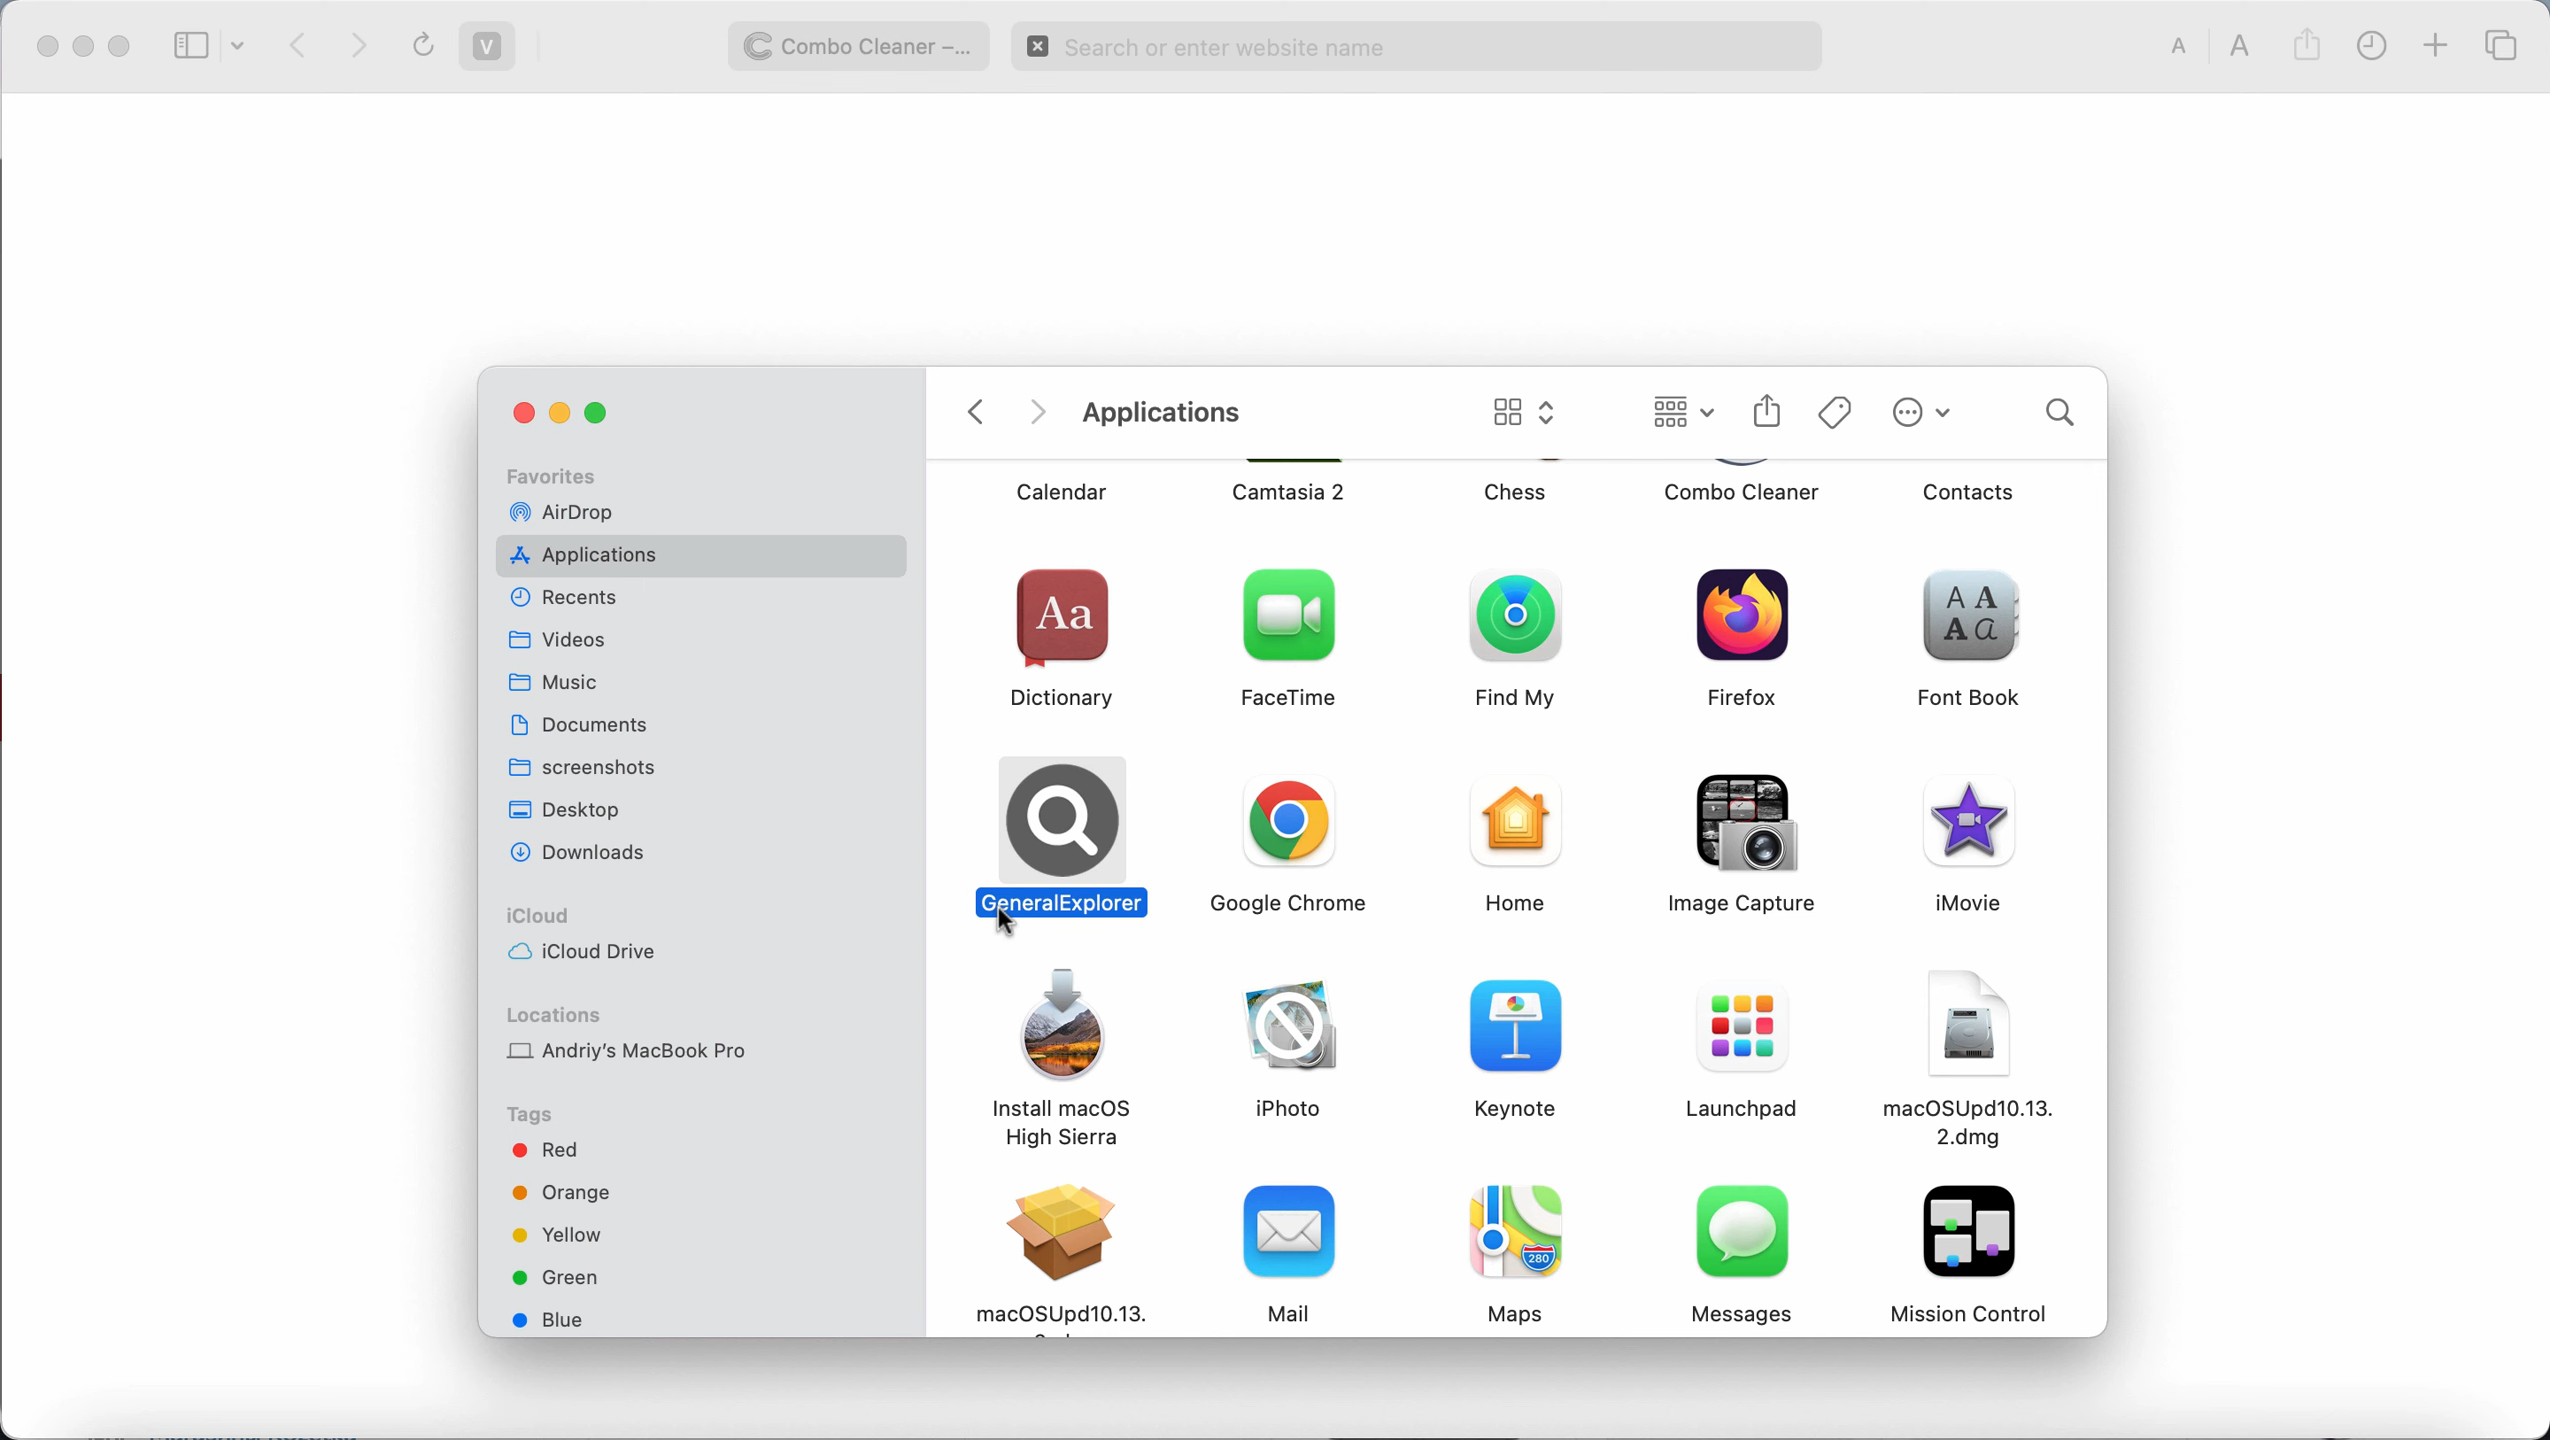 V
Combo Cleaner –...
Search or enter website name
A A
Applications
Favorites
AirDrop
Applications
Recents
Videos
Music
Documents
screenshots
Desktop
Downloads
iCloud
iCloud Drive
Locations
Andriy's MacBook Pro
Tags
Red
Orange
Yellow
Green
Blue
Calendar Camtasia 2 Chess Combo Cleaner Contacts
Aa
A A
A a
Dictionary FaceTime Find My Firefox Font Book
GeneralExplorer Google Chrome Home Image Capture iMovie
Install macOS
High Sierra
iPhoto Keynote Launchpad
macOSUpd10.13.
2.dmg
280
macOSUpd10.13.
Mail Maps Messages Mission Control